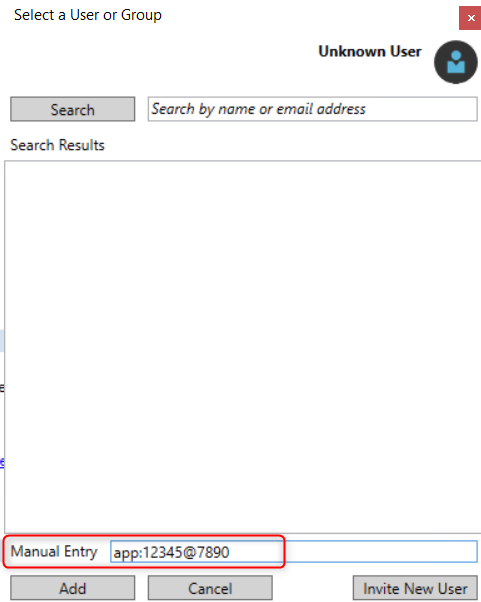 Select a User or Group
×
Unknown User
Search
Search by name or email address
Search Results
Manual Entry app:12345@7890
Add Cancel Invite New User